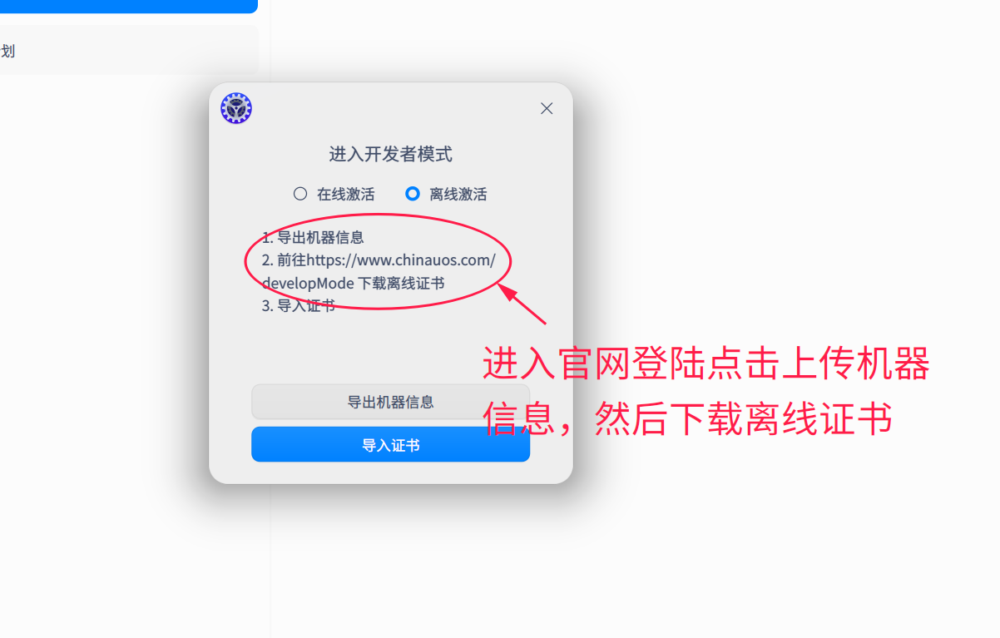 划
进入开发者模式
在线激活 离线激活
1. 导出机器信息
2. 前往https://www.chinauos.com/
developMode 下载离线证书
3. 导入证书
进入官网登陆点击上传机器
信息，然后下载离线证书
导出机器信息
导入证书